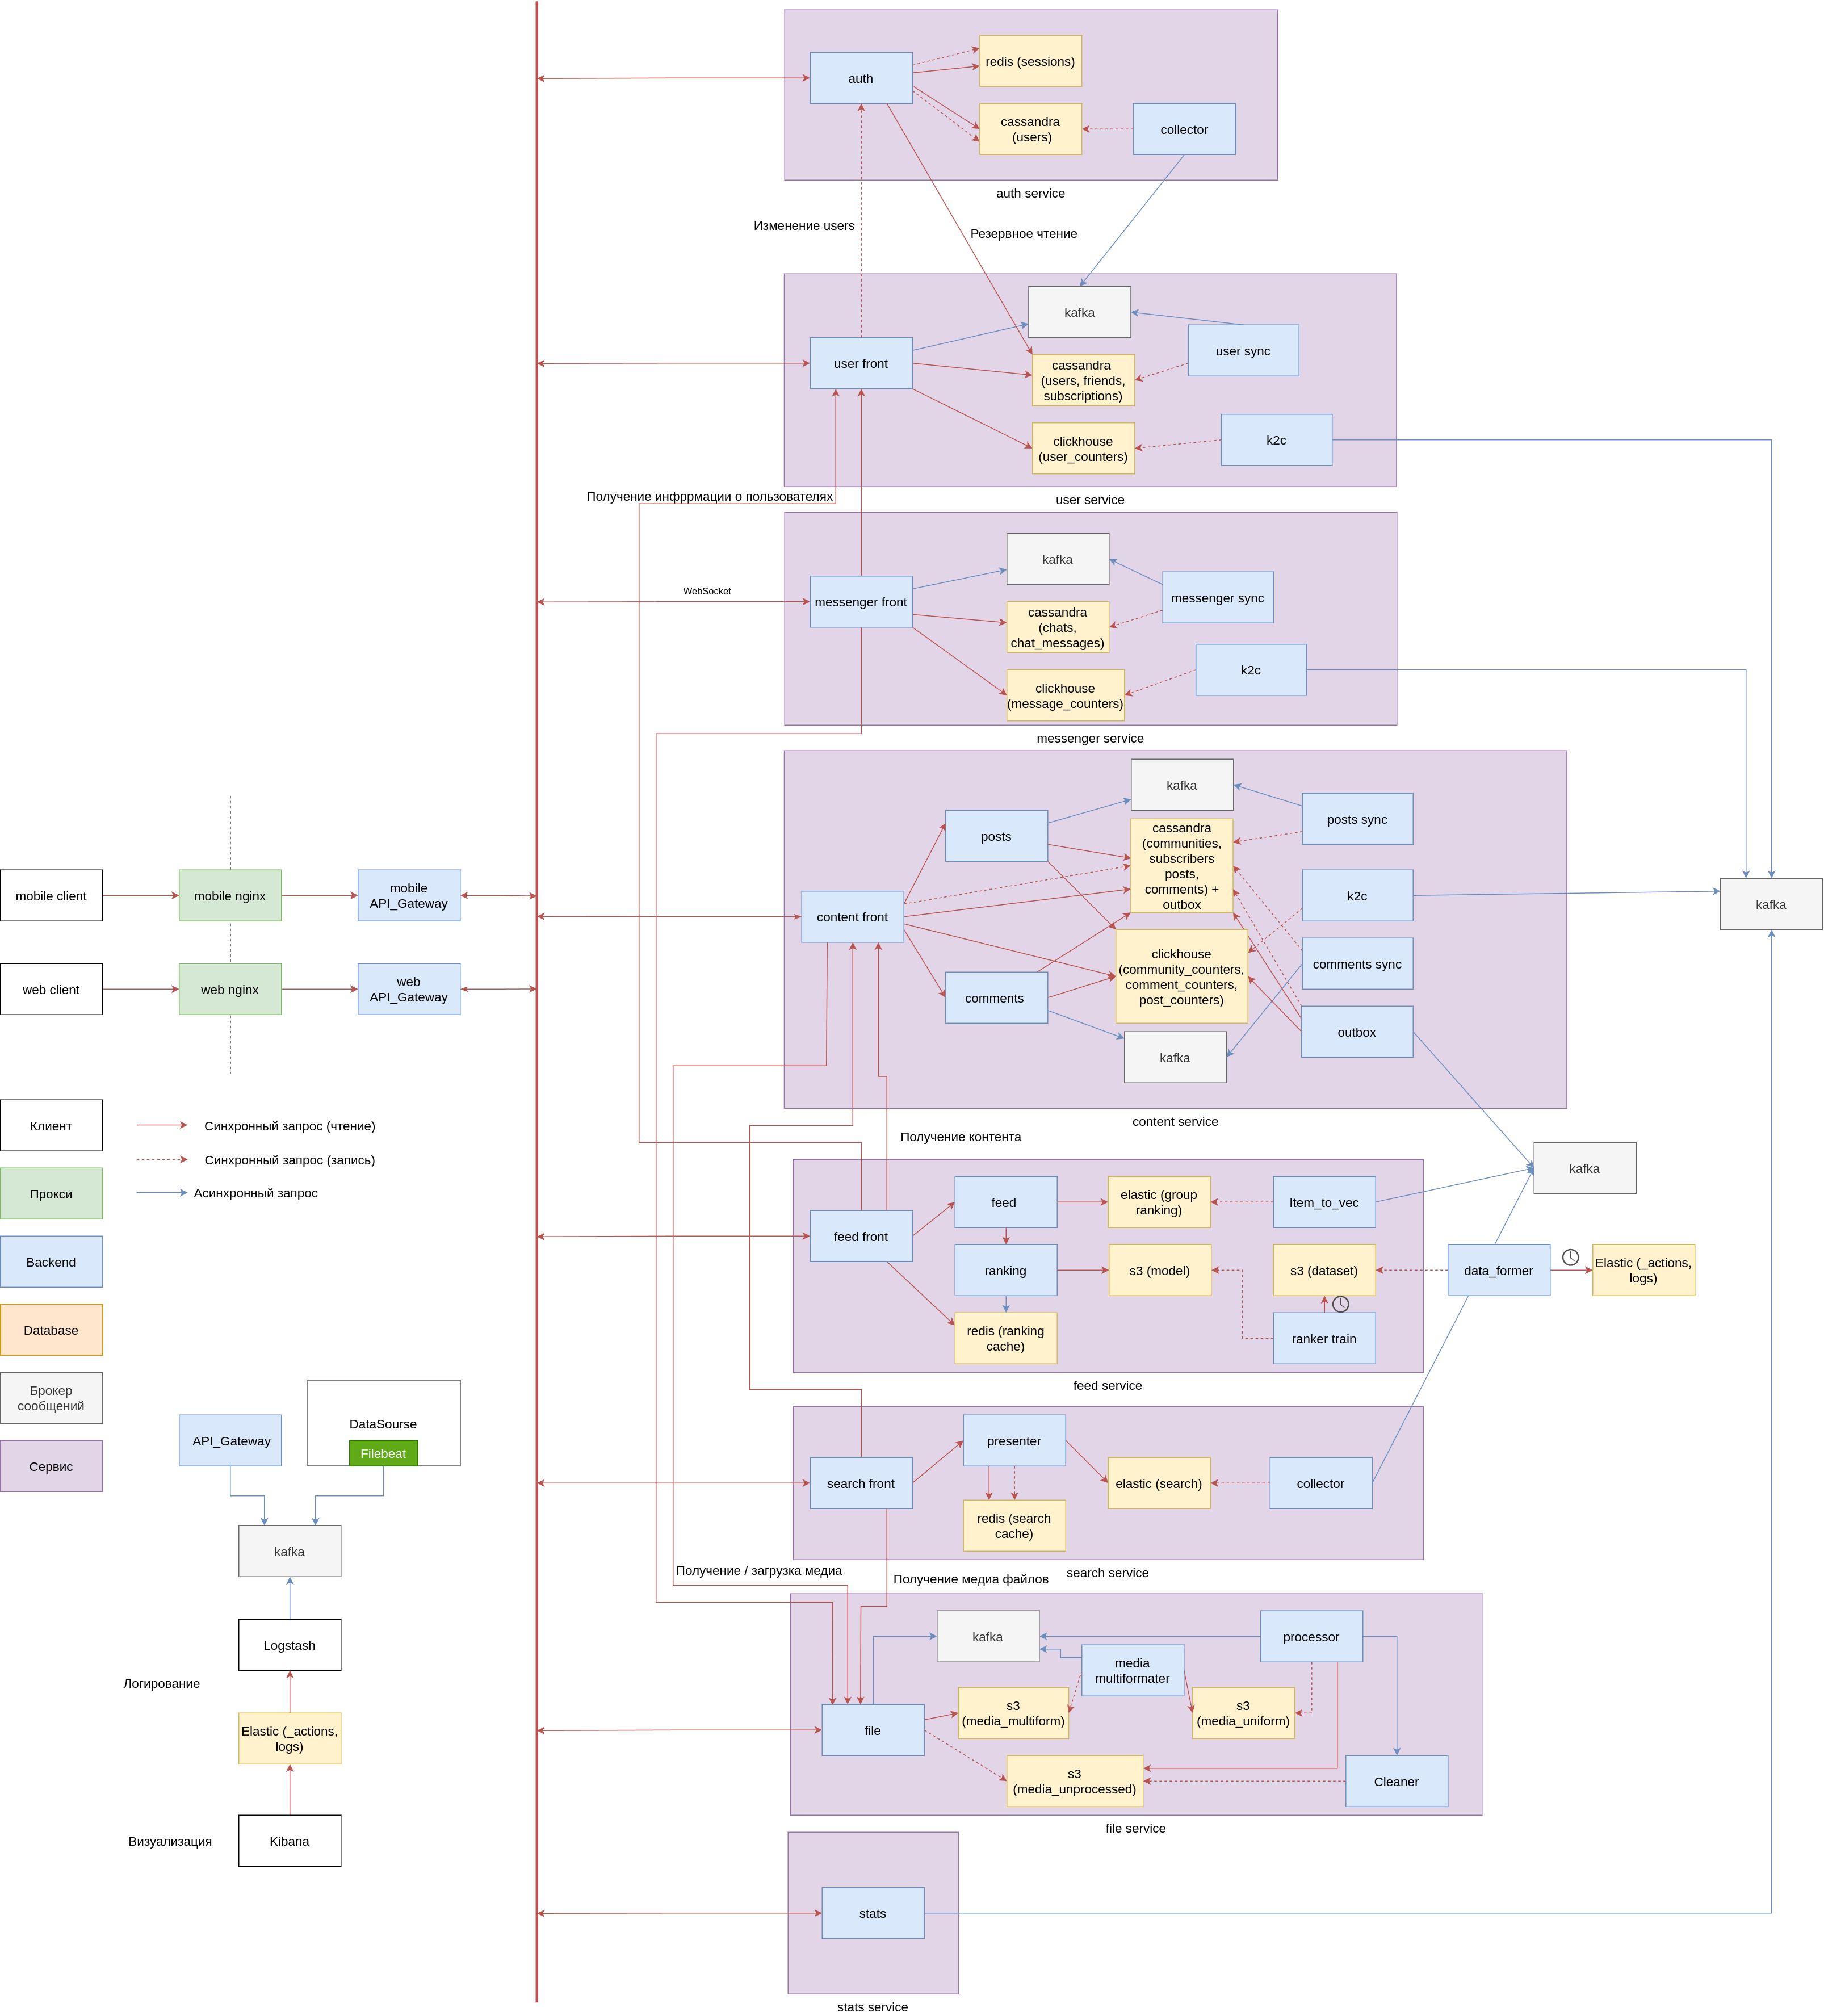 auth
redis (sessions)
cassandra
(users)
collector
auth service
Изменение users
Резервное чтение
kafka
user front
user sync
cassandra
(users, friends,
subscriptions)
clickhouse
(user_counters)
k2c
Получение инфррмации о пользователях
user service
kafka
WebSocket
messenger front
messenger sync
cassandra
(chats,
chat_messages)
k2c
clickhouse
(message_counters)
messenger service
kafka
posts
posts sync
cassandra
(communities,
subscribers
posts,
comments) +
outbox
mobile client
mobile nginx
mobile
API_Gateway
content front
k2c
kafka
clickhouse
(community_counters,
comment_counters,
post_counters)
comments sync
web client
web nginx
web
API_Gateway
comments
outbox
kafka
content service
Клиент
Синхронный запрос (чтение)
Получение контента
Синхронный запрос (запись)
kafka
Прокси
Асинхронный запрос
feed
elastic (group
ranking)
Item_to_vec
feed front
Backend
ranking
s3 (model)
s3 (dataset)
data_former
Elastic (_actions,
logs)
Database
redis (ranking
cache)
ranker train
feed service
Брокер
сообщений
DataSourse
Filebeat
API_Gateway
presenter
Сервис
search front
elastic (search)
collector
redis (search
cache)
kafka
Получение / загрузка медиа
Получение медиа файлов
search service
kafka
processor
Logstash
media
multiformater
Логирование
s3
(media_multiform)
s3
(media_uniform)
file
Elastic (_actions,
logs)
s3
(media_unprocessed)
Cleaner
file service
Визуализация
Kibana
stats
stats service